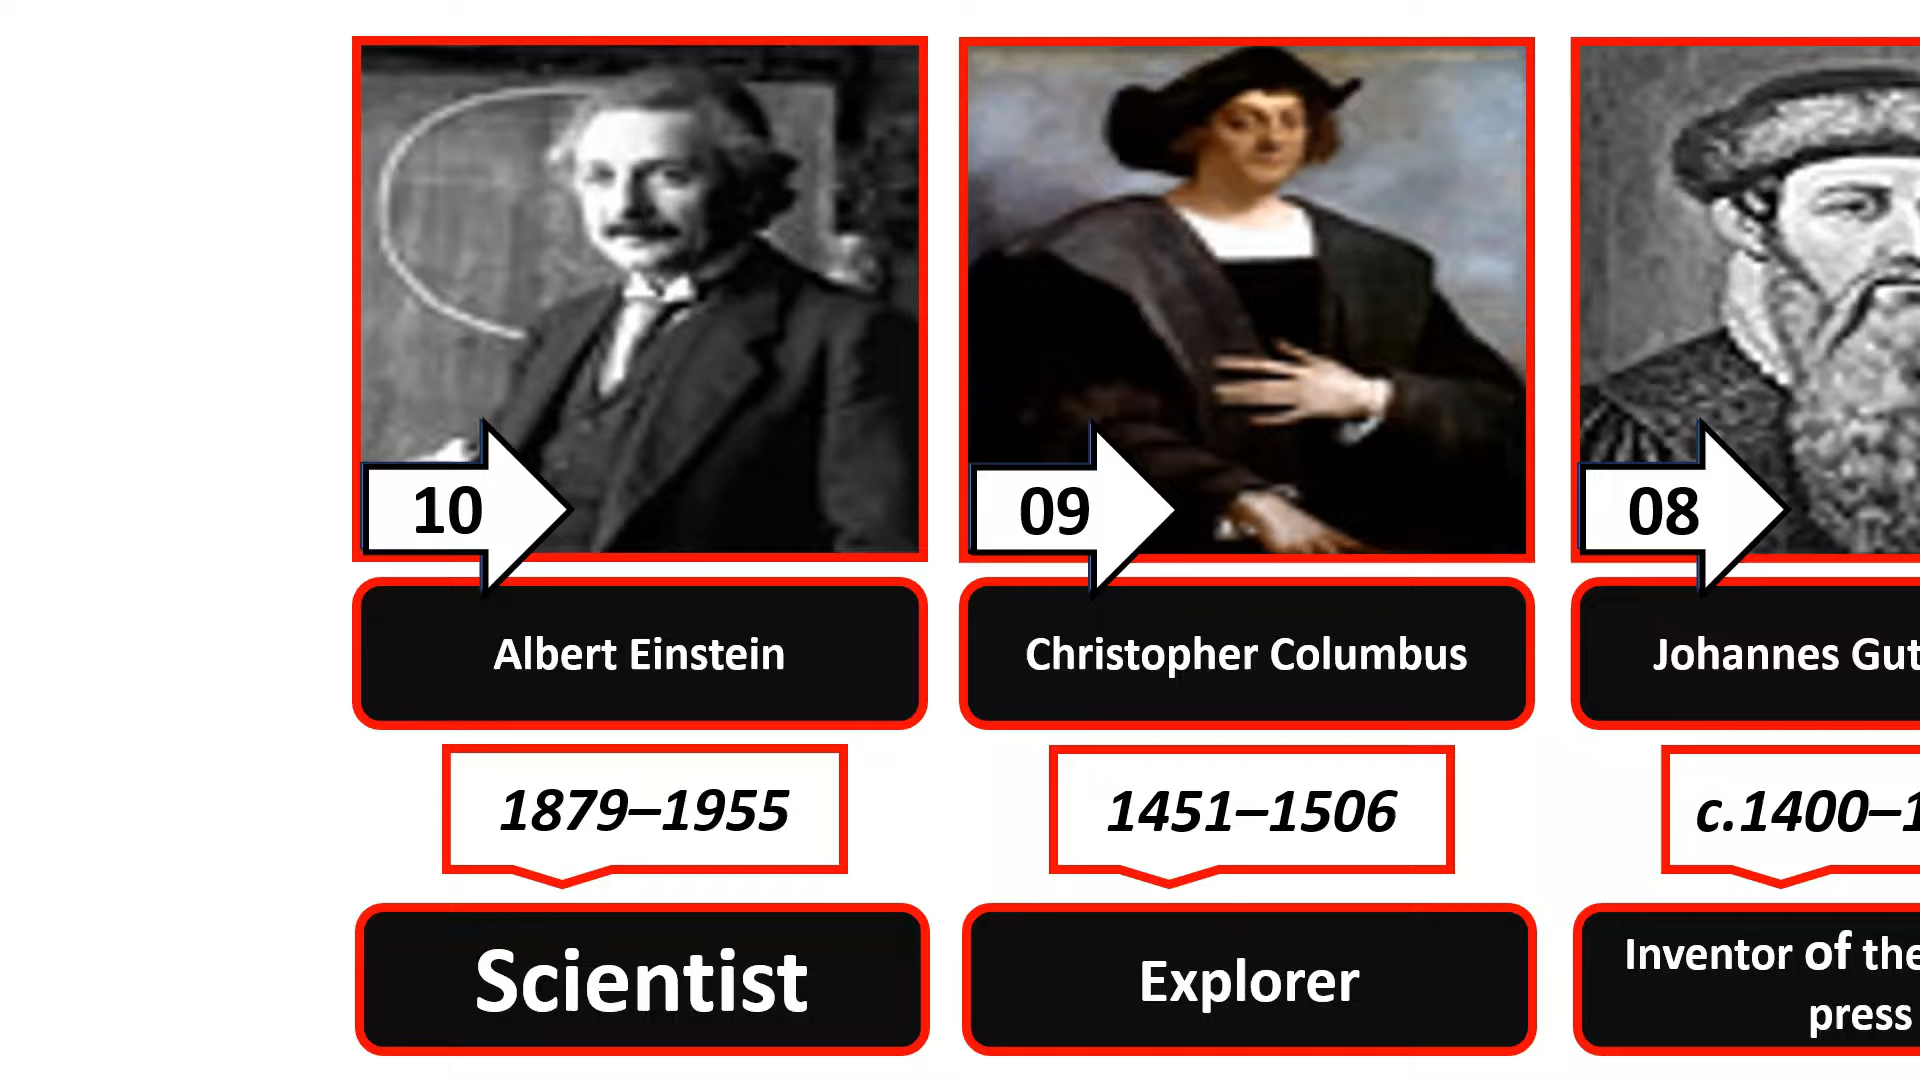 10
09
08
Albert Einstein
Christopher Columbus
Johannes Gut
1879–1955
1451–1506
c.1400–1
Scientist
Explorer
Inventor of the
press